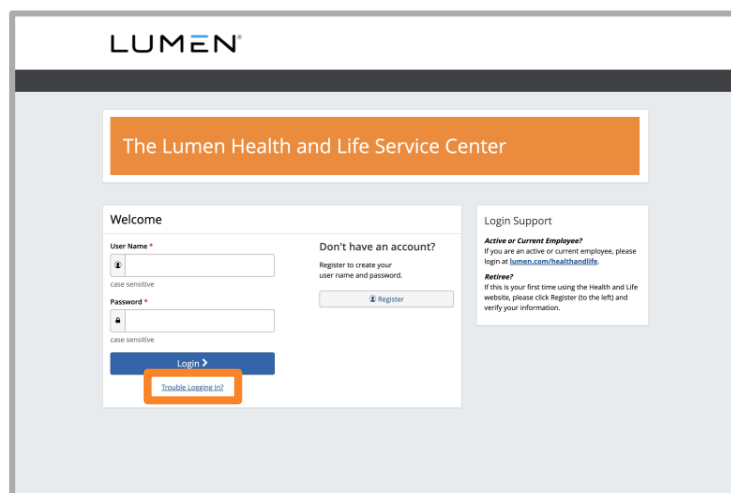 LUMEN®
The Lumen Health and Life Service Center
Welcome
User Name *
case sensitive
Password *
case sensitive
Login
Trouble Logging In?
Don't have an account?
Register to create your
user name and password.
Register
Login Support
Active or Current Employee?
If you are an active or current employee, please
login at lumen.com/healthandlife.
Retiree?
If this is your first time using the Health and Life
website, please click Register (to the left) and
verify your information.